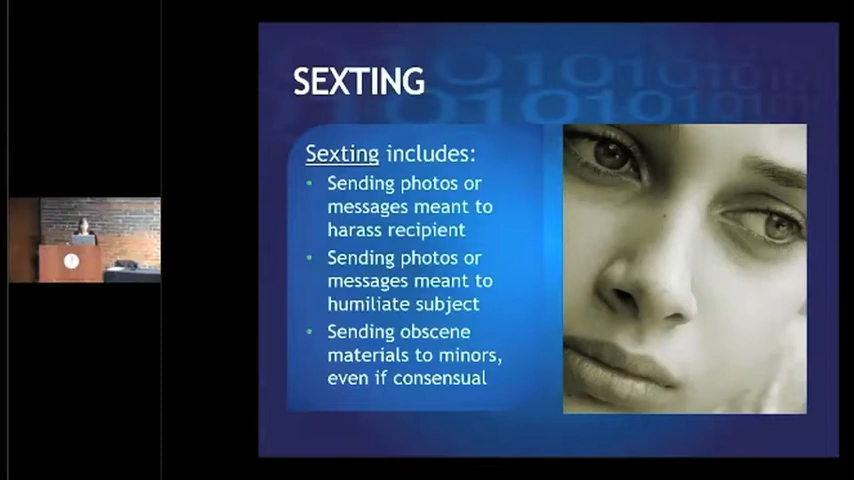 SEXTING
Sexting includes:
• Sending photos or
messages meant to
harass recipient
• Sending photos or
messages meant to
humiliate subject
• Sending obscene
materials to minors,
even if consensual